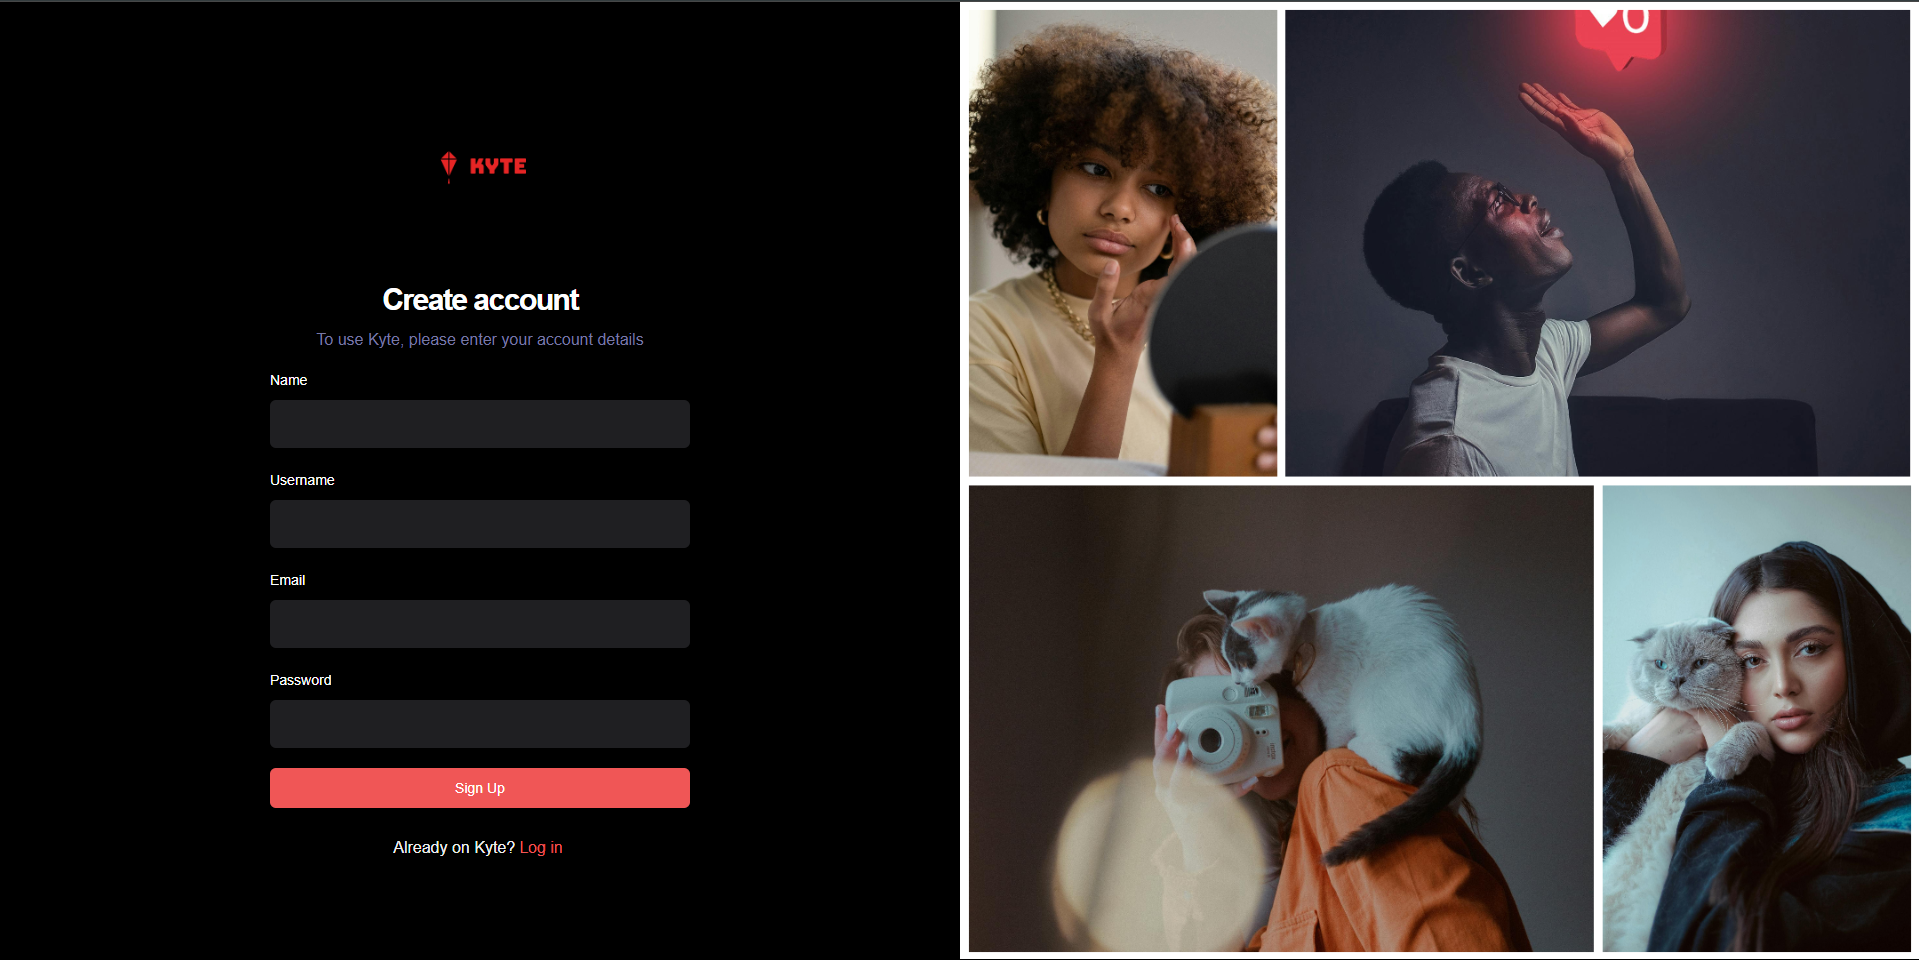 KYTE
Create account
To use Kyte, please enter your account details
Name
Username
Email
Password
Sign Up
Already on Kyte? Log in
0